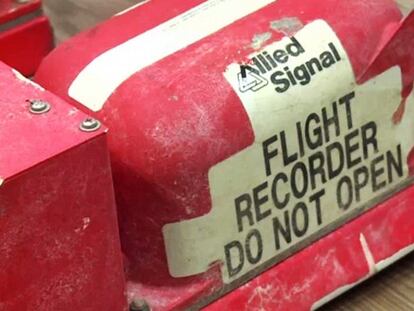 Allied
Signal
FLIGHT
RECORDER
DO NOT OPEN